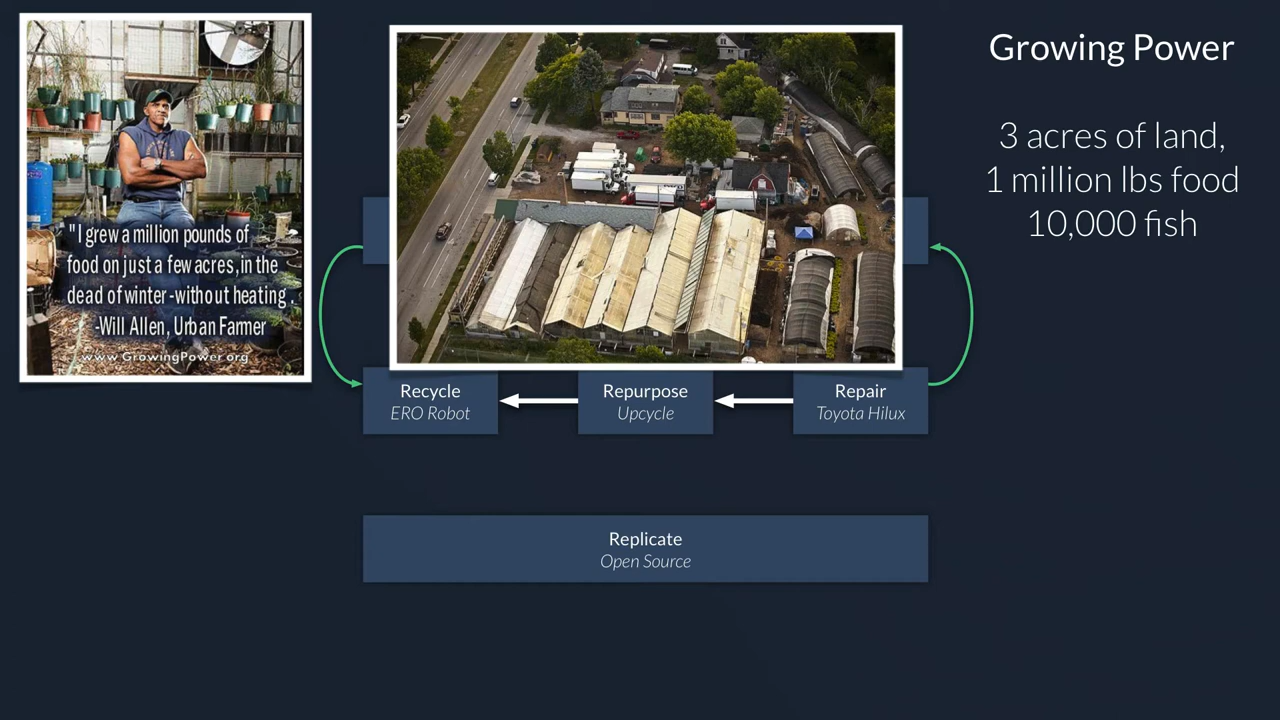 Growing Power
3 acres of land,
1 million lbs food
10,000 fish
"I grew a million pounds of
food on just a few acres, in the
dead of winter - without heating .
-Will Allen, Urban Farmer
www.GrowingPower.org
Recycle
ERO Robot
Repurpose
Upcycle
Repair
Toyota Hilux
Replicate
Open Source